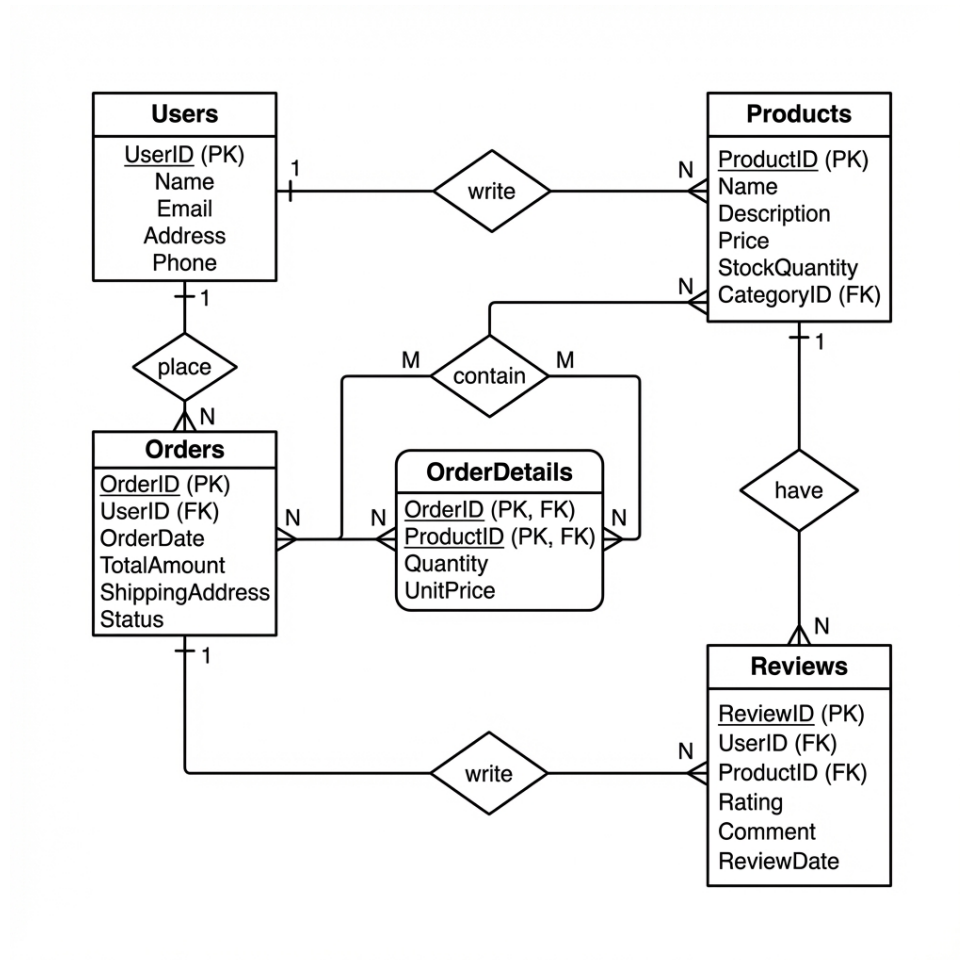 Users
UserID (PK)
Name
Email
Address
Phone
1
write
N
Products
ProductID (PK)
Name
Description
Price
StockQuantity
CategoryID (FK)
N
1
place
N
M
contain
M
1
have
N
Orders
OrderID (PK)
UserID (FK)
OrderDate
TotalAmount
ShippingAddress
Status
N
N
OrderDetails
OrderID (PK, FK)
ProductID (PK, FK)
Quantity
UnitPrice
N
1
write
N
Reviews
ReviewID (PK)
UserID (FK)
ProductID (FK)
Rating
Comment
ReviewDate